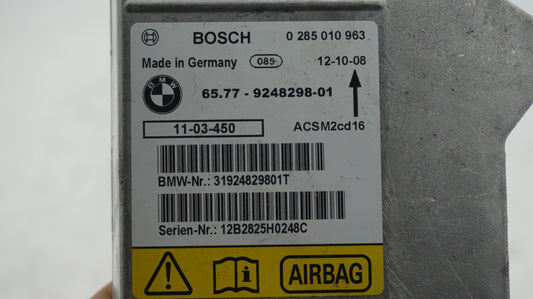 BOSCH 0 285 010 963
Made in Germany 085 12-10-08
BMW 65.77 - 9248298-01
11-03-450 ACSM2cd16
BMW-Nr.: 31924829801T
Serien-Nr.: 12B2825H0248C
AIRBAG